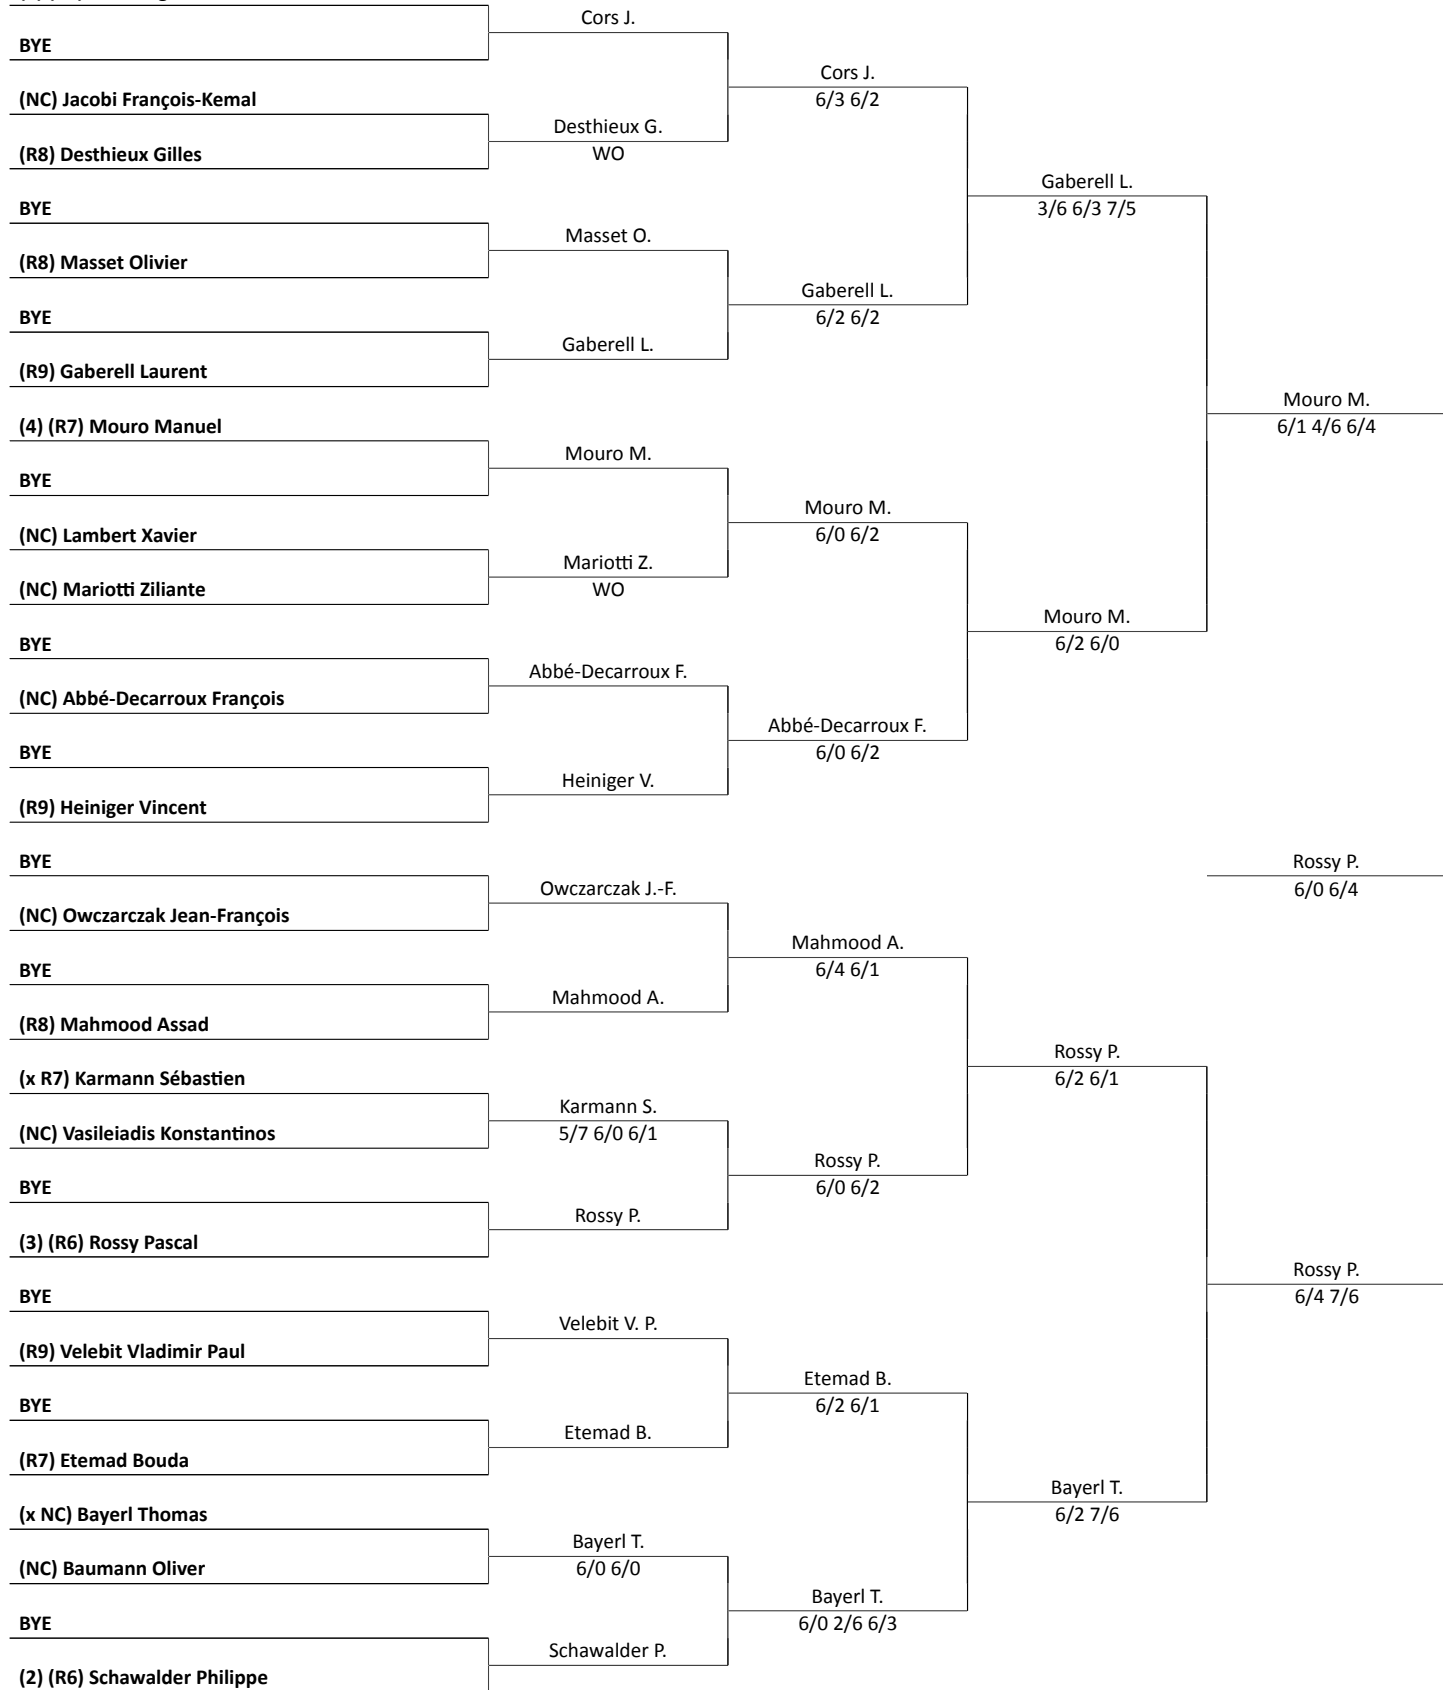 Cors J.
BYE
Cors J.
(NC) Jacobi François-Kemal
6/3 6/2
Desthieux G.
(R8) Desthieux Gilles
WO
Gaberell L.
BYE
3/6 6/3 7/5
Masset O.
(R8) Masset Olivier
Gaberell L.
BYE
6/2 6/2
Gaberell L.
(R9) Gaberell Laurent
Mouro M.
(4) (R7) Mouro Manuel
6/1 4/6 6/4
Mouro M.
BYE
Mouro M.
(NC) Lambert Xavier
6/0 6/2
Mariotti Z.
(NC) Mariotti Ziliante
WO
Mouro M.
BYE
6/2 6/0
Abbé-Decarroux F.
(NC) Abbé-Decarroux François
Abbé-Decarroux F.
BYE
6/0 6/2
Heiniger V.
(R9) Heiniger Vincent
BYE
Rossy P.
6/0 6/4
Owczarczak J.-F.
(NC) Owczarczak Jean-François
Mahmood A.
BYE
6/4 6/1
Mahmood A.
(R8) Mahmood Assad
Rossy P.
(x R7) Karmann Sébastien
6/2 6/1
Karmann S.
(NC) Vasileiadis Konstantinos
5/7 6/0 6/1
Rossy P.
BYE
6/0 6/2
Rossy P.
(3) (R6) Rossy Pascal
Rossy P.
BYE
6/4 7/6
Velebit V. P.
(R9) Velebit Vladimir Paul
Etemad B.
BYE
6/2 6/1
Etemad B.
(R7) Etemad Bouda
Bayerl T.
(x NC) Bayerl Thomas
6/2 7/6
Bayerl T.
(NC) Baumann Oliver
6/0 6/0
Bayerl T.
BYE
6/0 2/6 6/3
Schawalder P.
(2) (R6) Schawalder Philippe